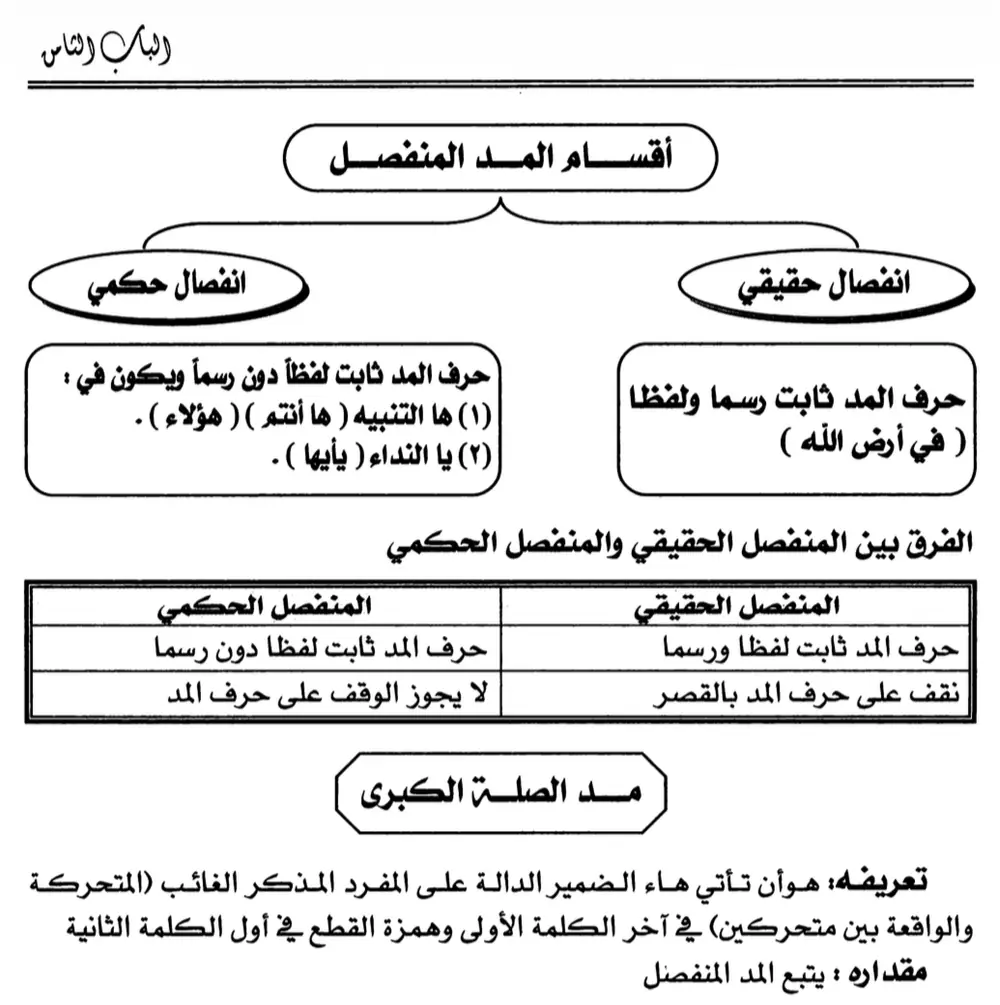 الباب الثامن
أقسام المد المنفصل
انفصال حقيقي
انفصال حكمي
حرف المد ثابت رسما ولفظا
( في أرض الله )
حرف المد ثابت لفظاً دون رسماً ويكون في :
(١) ها التنبيه ( ها أنتم ) ( هؤلاء ) .
(٢) يا النداء ( يأيها ) .
الفرق بين المنفصل الحقيقي والمنفصل الحكمي
المنفصل الحقيقي
المنفصل الحكمي
حرف المد ثابت لفظا ورسما
حرف المد ثابت لفظا دون رسما
نقف على حرف المد بالقصر
لا يجوز الوقف على حرف المد
مد الصلة الكبرى
تعريفه: هوأن تأتي هاء الضمير الدالة على المفرد المذكر الغائب (المتحركة
والواقعة بين متحركين) في آخر الكلمة الأولى وهمزة القطع في أول الكلمة الثانية
مقداره : يتبع المد المنفصل